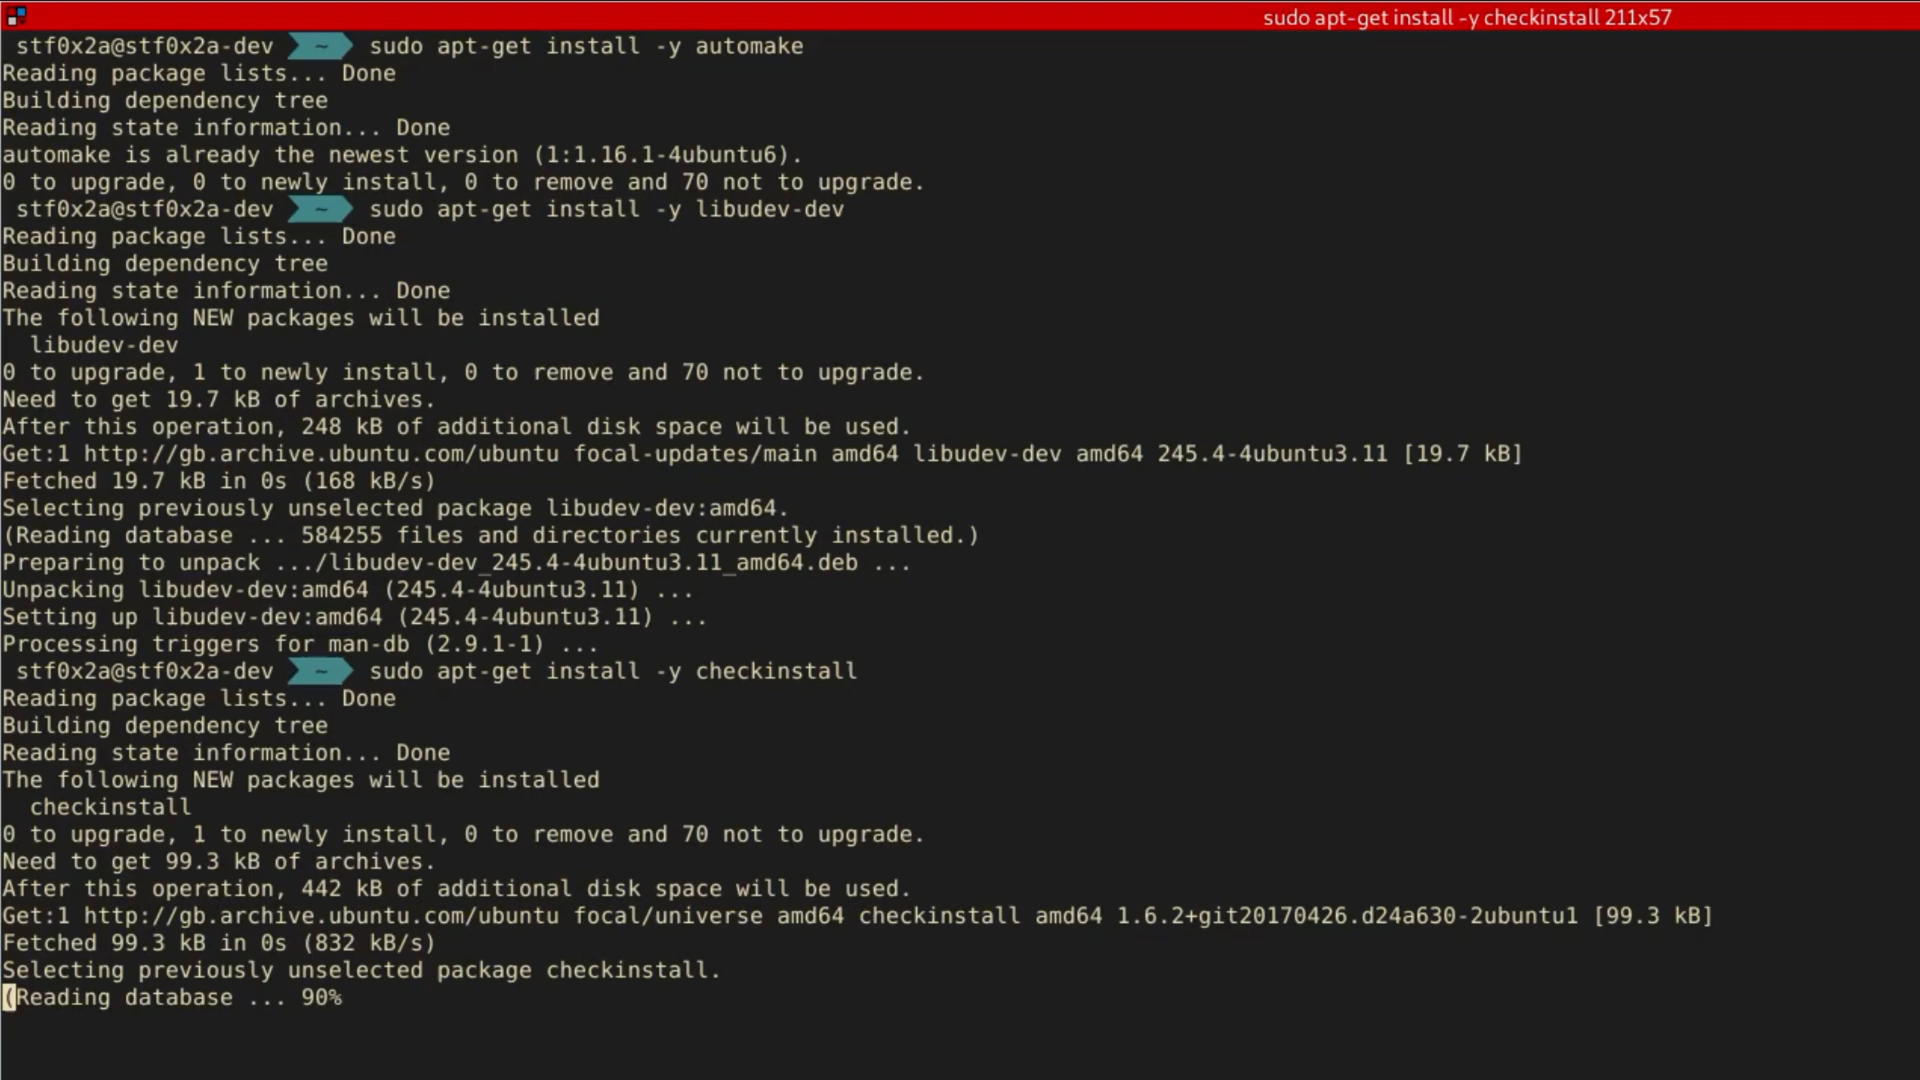 sudo apt-get install -y checkinstall 211x57
stf0x2a@stf0x2a-dev ~ sudo apt-get install -y automake
Reading package lists... Done
Building dependency tree
Reading state information... Done
automake is already the newest version (1:1.16.1-4ubuntu6).
0 to upgrade, 0 to newly install, 0 to remove and 70 not to upgrade.
stf0x2a@stf0x2a-dev ~ sudo apt-get install -y libudev-dev
Reading package lists... Done
Building dependency tree
Reading state information... Done
The following NEW packages will be installed
libudev-dev
0 to upgrade, 1 to newly install, 0 to remove and 70 not to upgrade.
Need to get 19.7 kB of archives.
After this operation, 248 kB of additional disk space will be used.
Get:1 http://gb.archive.ubuntu.com/ubuntu focal-updates/main amd64 libudev-dev amd64 245.4-4ubuntu3.11 [19.7 kB]
Fetched 19.7 kB in 0s (168 kB/s)
Selecting previously unselected package libudev-dev:amd64.
(Reading database ... 584255 files and directories currently installed.)
Preparing to unpack .../libudev-dev_245.4-4ubuntu3.11_amd64.deb ...
Unpacking libudev-dev:amd64 (245.4-4ubuntu3.11) ...
Setting up libudev-dev:amd64 (245.4-4ubuntu3.11) ...
Processing triggers for man-db (2.9.1-1) ...
stf0x2a@stf0x2a-dev ~ sudo apt-get install -y checkinstall
Reading package lists... Done
Building dependency tree
Reading state information... Done
The following NEW packages will be installed
checkinstall
0 to upgrade, 1 to newly install, 0 to remove and 70 not to upgrade.
Need to get 99.3 kB of archives.
After this operation, 442 kB of additional disk space will be used.
Get:1 http://gb.archive.ubuntu.com/ubuntu focal/universe amd64 checkinstall amd64 1.6.2+git20170426.d24a630-2ubuntu1 [99.3 kB]
Fetched 99.3 kB in 0s (832 kB/s)
Selecting previously unselected package checkinstall.
(Reading database ... 90%